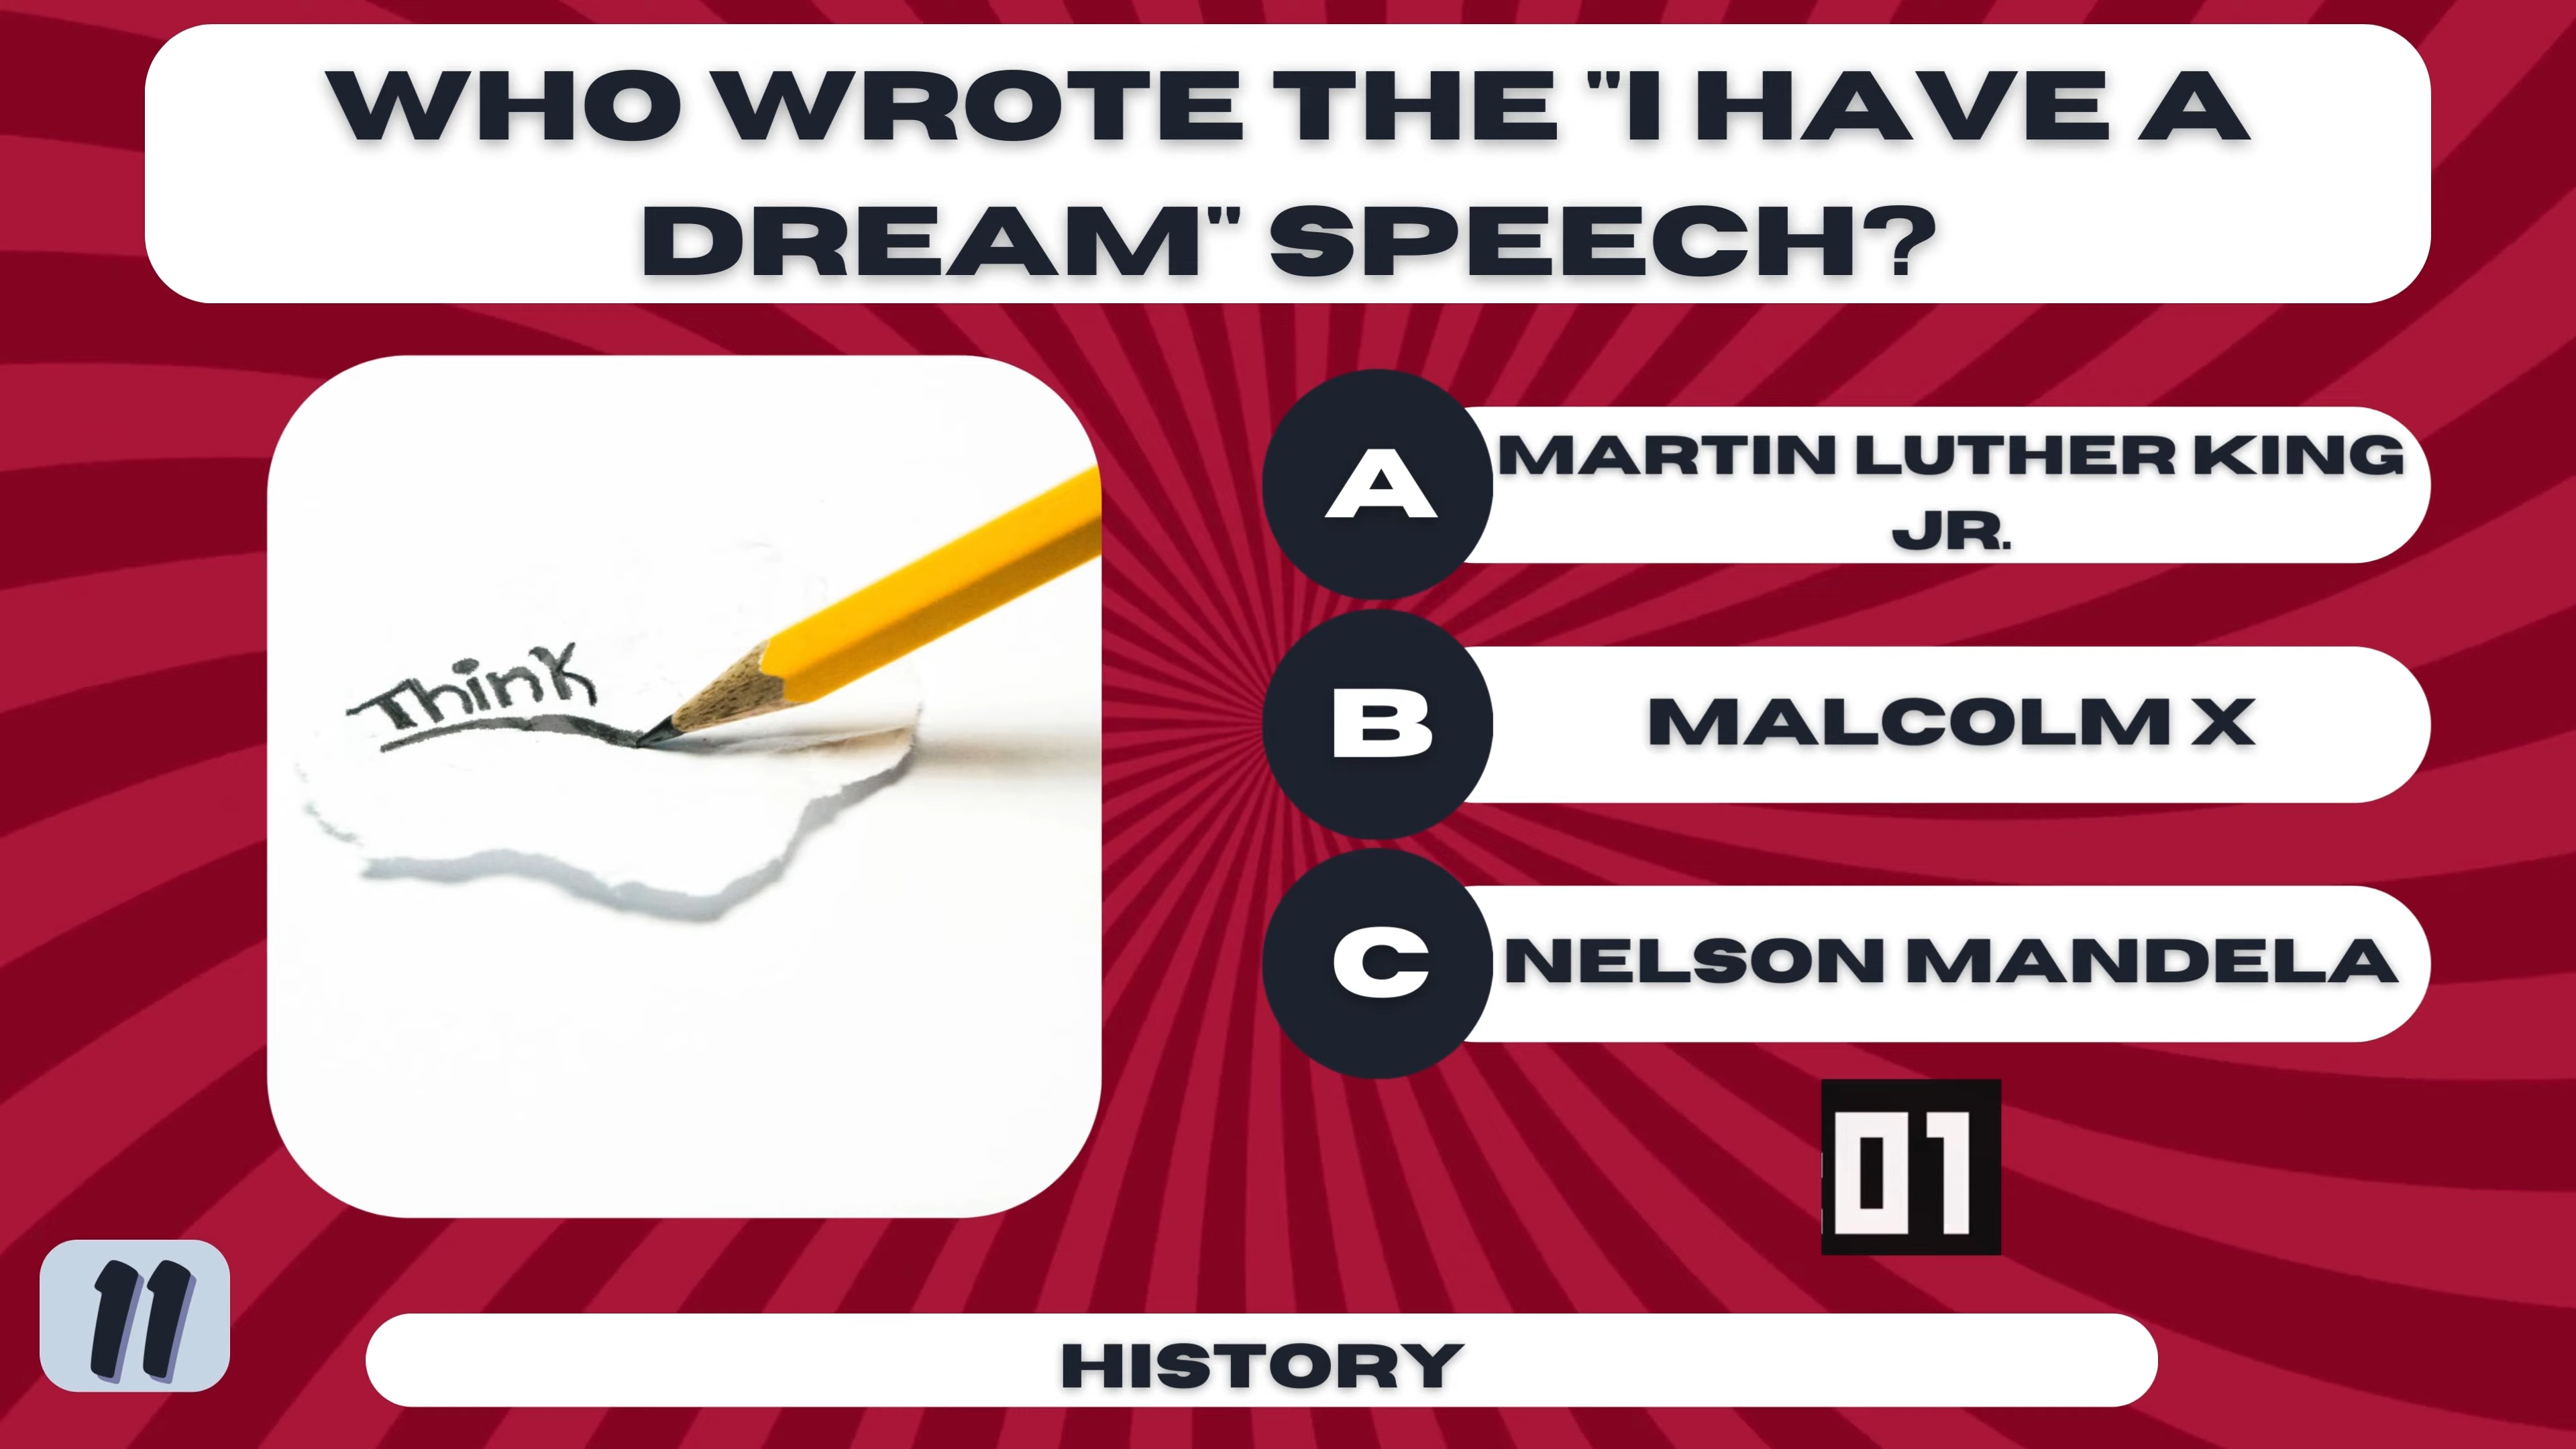 WHO WROTE THE "I HAVE A
DREAM" SPEECH?
Think
A
MARTIN LUTHER KING
JR.
B
MALCOLM X
C
NELSON MANDELA
01
11
HISTORY